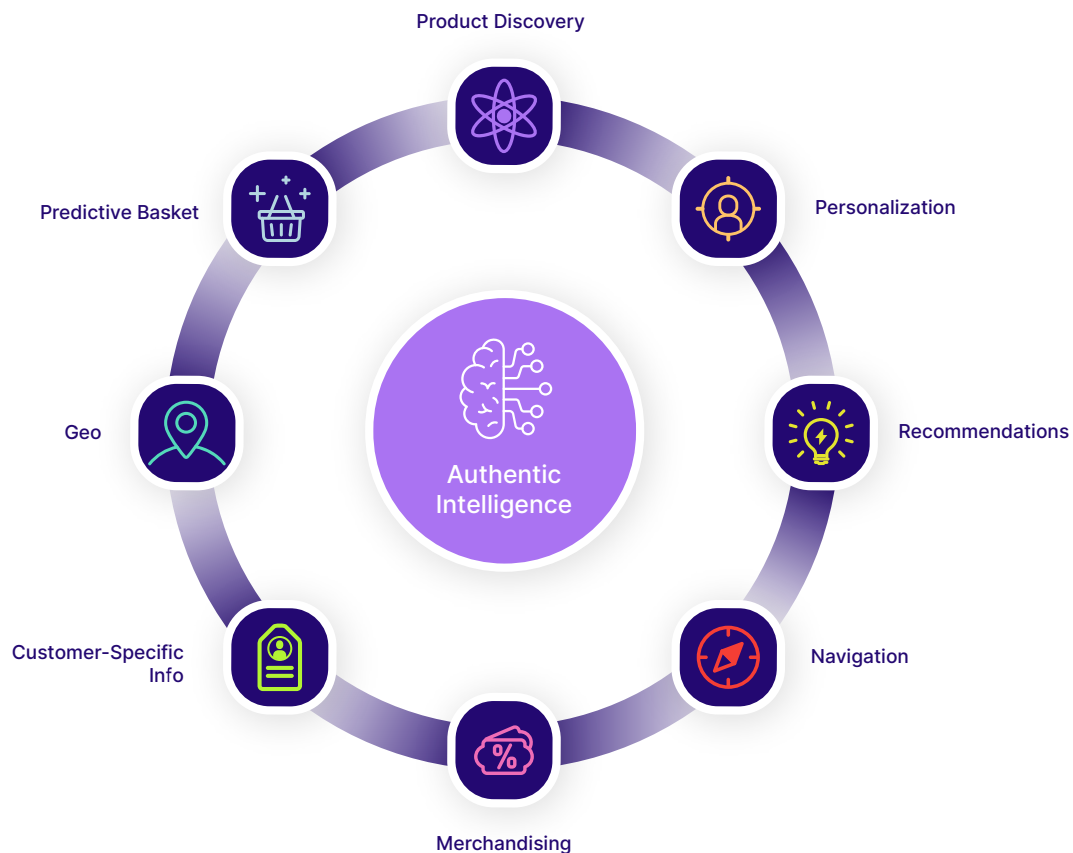 Product Discovery
Predictive Basket
Personalization
Geo
Authentic
Intelligence
Recommendations
Customer-Specific
Info
Navigation
%
Merchandising